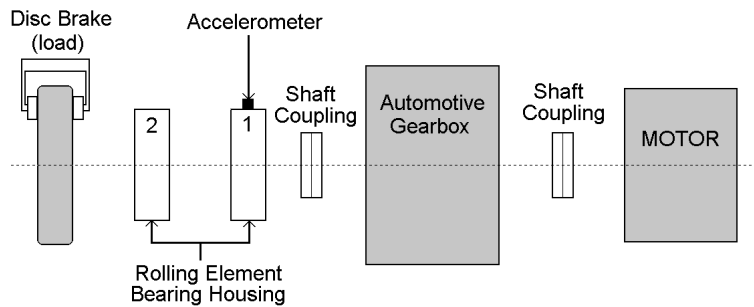 Disc Brake
(load)
Accelerometer
2
1
Shaft
Coupling
Automotive
Gearbox
Shaft
Coupling
MOTOR
Rolling Element
Bearing Housing